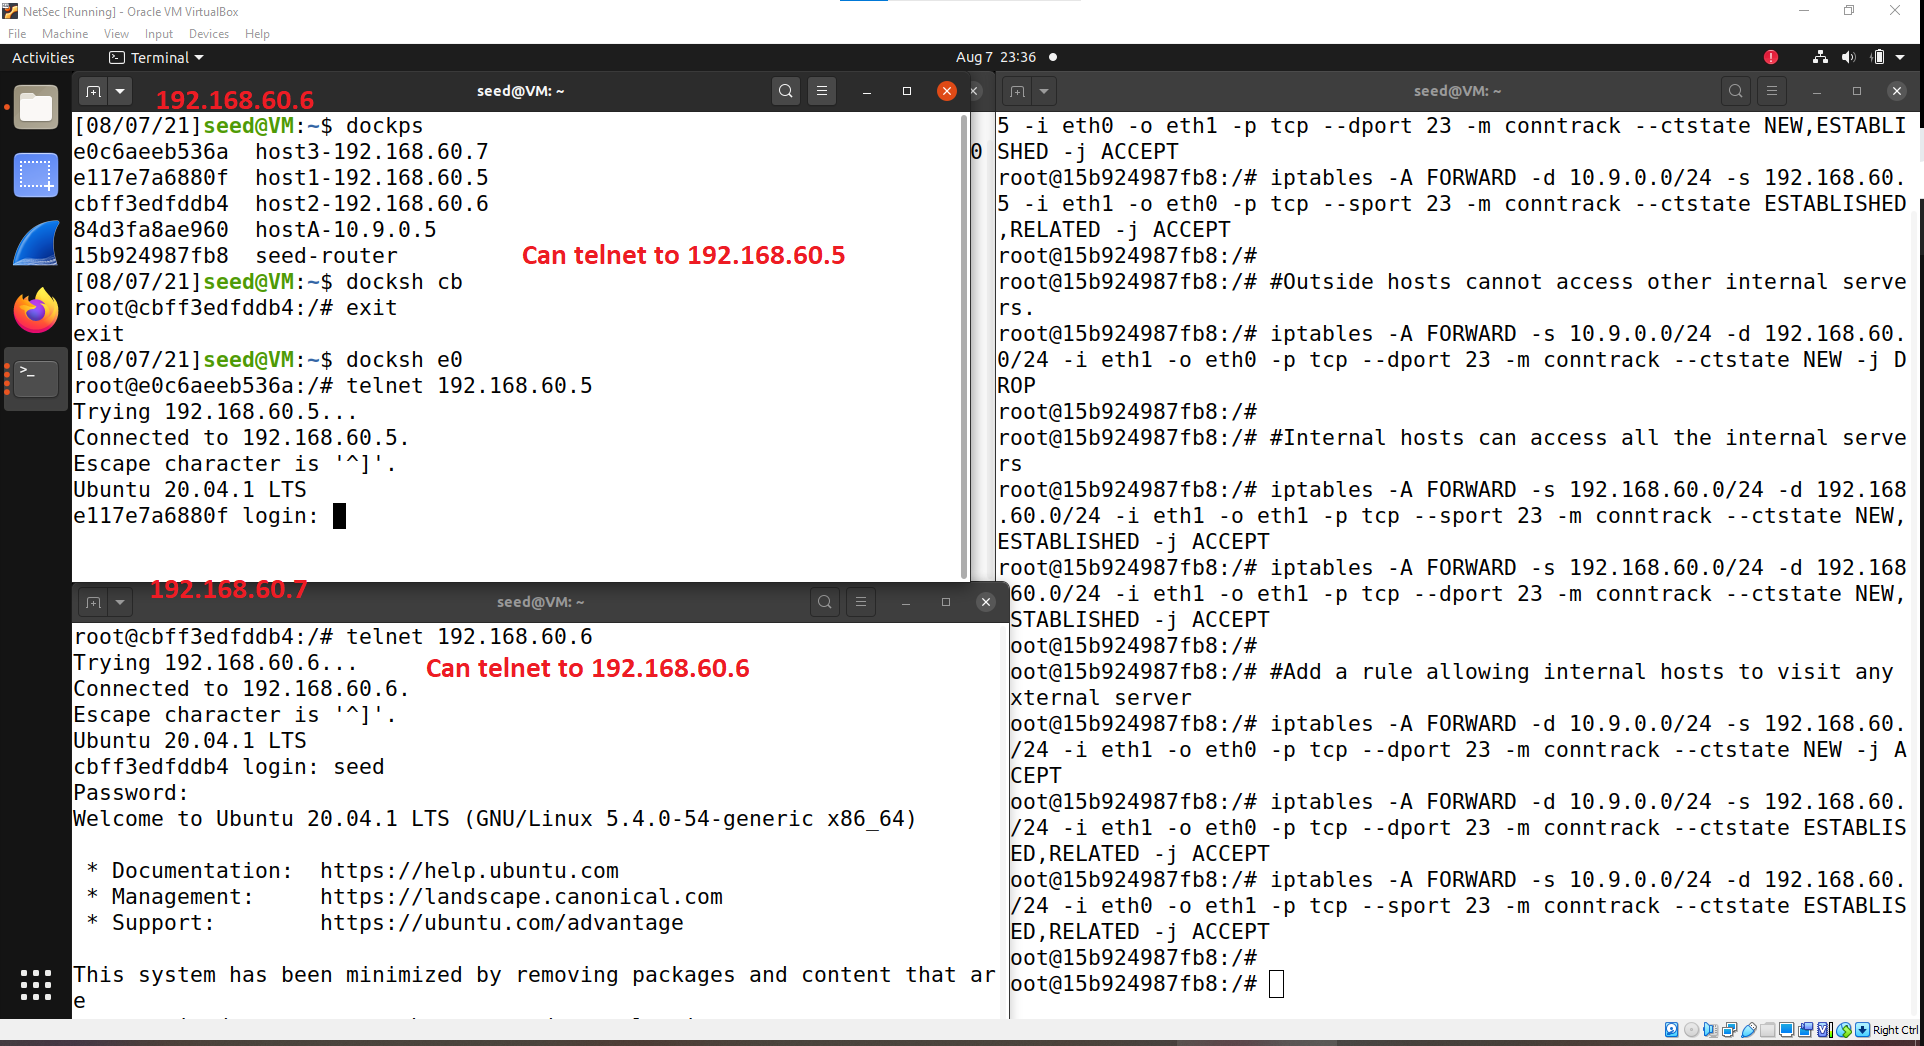 NetSec [Running] - Oracle VM VirtualBox
File Machine View Input Devices Help
Activities Terminal Aug 7 23:36
seed@VM: ~
192.168.60.6
[08/07/21]seed@VM:~$ dockps
e0c6aeeb536a  host3-192.168.60.7
e117e7a6880f  host1-192.168.60.5
cbff3edfddb4  host2-192.168.60.6
84d3fa8ae960  hostA-10.9.0.5
15b924987fb8  seed-router
Can telnet to 192.168.60.5
[08/07/21]seed@VM:~$ docksh cb
root@cbff3edfddb4:/# exit
exit
[08/07/21]seed@VM:~$ docksh e0
root@e0c6aeeb536a:/# telnet 192.168.60.5
Trying 192.168.60.5...
Connected to 192.168.60.5.
Escape character is '^]'.
Ubuntu 20.04.1 LTS
e117e7a6880f login:
0
192.168.60.7
seed@VM: ~
root@cbff3edfddb4:/# telnet 192.168.60.6
Trying 192.168.60.6...
Can telnet to 192.168.60.6
Connected to 192.168.60.6.
Escape character is '^]'.
Ubuntu 20.04.1 LTS
cbff3edfddb4 login: seed
Password:
Welcome to Ubuntu 20.04.1 LTS (GNU/Linux 5.4.0-54-generic x86_64)
* Documentation:  https://help.ubuntu.com
* Management:     https://landscape.canonical.com
* Support:        https://ubuntu.com/advantage
This system has been minimized by removing packages and content that ar
e
seed@VM: ~
5 -i eth0 -o eth1 -p tcp --dport 23 -m conntrack --ctstate NEW,ESTABLI
SHED -j ACCEPT
root@15b924987fb8:/# iptables -A FORWARD -d 10.9.0.0/24 -s 192.168.60.
5 -i eth1 -o eth0 -p tcp --sport 23 -m conntrack --ctstate ESTABLISHED
,RELATED -j ACCEPT
root@15b924987fb8:/#
root@15b924987fb8:/# #Outside hosts cannot access other internal serve
rs.
root@15b924987fb8:/# iptables -A FORWARD -s 10.9.0.0/24 -d 192.168.60.
0/24 -i eth1 -o eth0 -p tcp --dport 23 -m conntrack --ctstate NEW -j D
ROP
root@15b924987fb8:/#
root@15b924987fb8:/# #Internal hosts can access all the internal serve
rs
root@15b924987fb8:/# iptables -A FORWARD -s 192.168.60.0/24 -d 192.168
.60.0/24 -i eth1 -o eth1 -p tcp --sport 23 -m conntrack --ctstate NEW,
ESTABLISHED -j ACCEPT
root@15b924987fb8:/# iptables -A FORWARD -s 192.168.60.0/24 -d 192.168
60.0/24 -i eth1 -o eth1 -p tcp --dport 23 -m conntrack --ctstate NEW,
STABLISHED -j ACCEPT
oot@15b924987fb8:/#
oot@15b924987fb8:/# #Add a rule allowing internal hosts to visit any
xternal server
oot@15b924987fb8:/# iptables -A FORWARD -d 10.9.0.0/24 -s 192.168.60.
/24 -i eth1 -o eth0 -p tcp --dport 23 -m conntrack --ctstate NEW -j A
CEPT
oot@15b924987fb8:/# iptables -A FORWARD -d 10.9.0.0/24 -s 192.168.60.
/24 -i eth1 -o eth0 -p tcp --dport 23 -m conntrack --ctstate ESTABLIS
ED,RELATED -j ACCEPT
oot@15b924987fb8:/# iptables -A FORWARD -s 10.9.0.0/24 -d 192.168.60.
/24 -i eth0 -o eth1 -p tcp --sport 23 -m conntrack --ctstate ESTABLIS
ED,RELATED -j ACCEPT
oot@15b924987fb8:/#
oot@15b924987fb8:/#
Right Ctrl